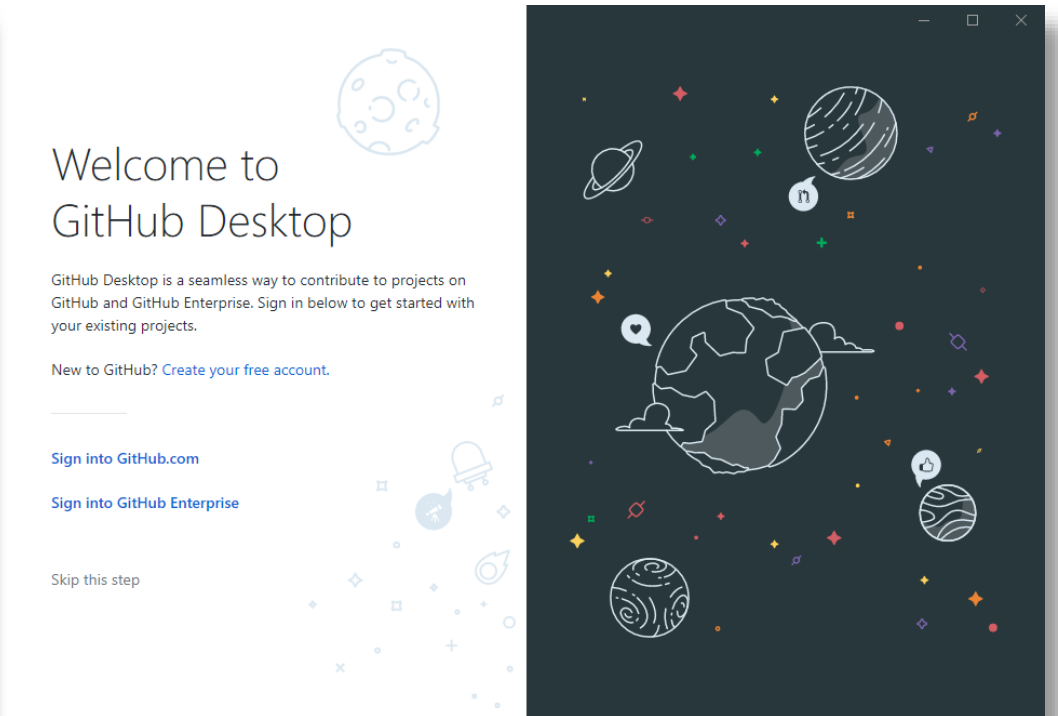 Welcome to
GitHub Desktop
GitHub Desktop is a seamless way to contribute to projects on
GitHub and GitHub Enterprise. Sign in below to get started with
your existing projects.
New to GitHub? Create your free account.
Sign into GitHub.com
Sign into GitHub Enterprise
Skip this step